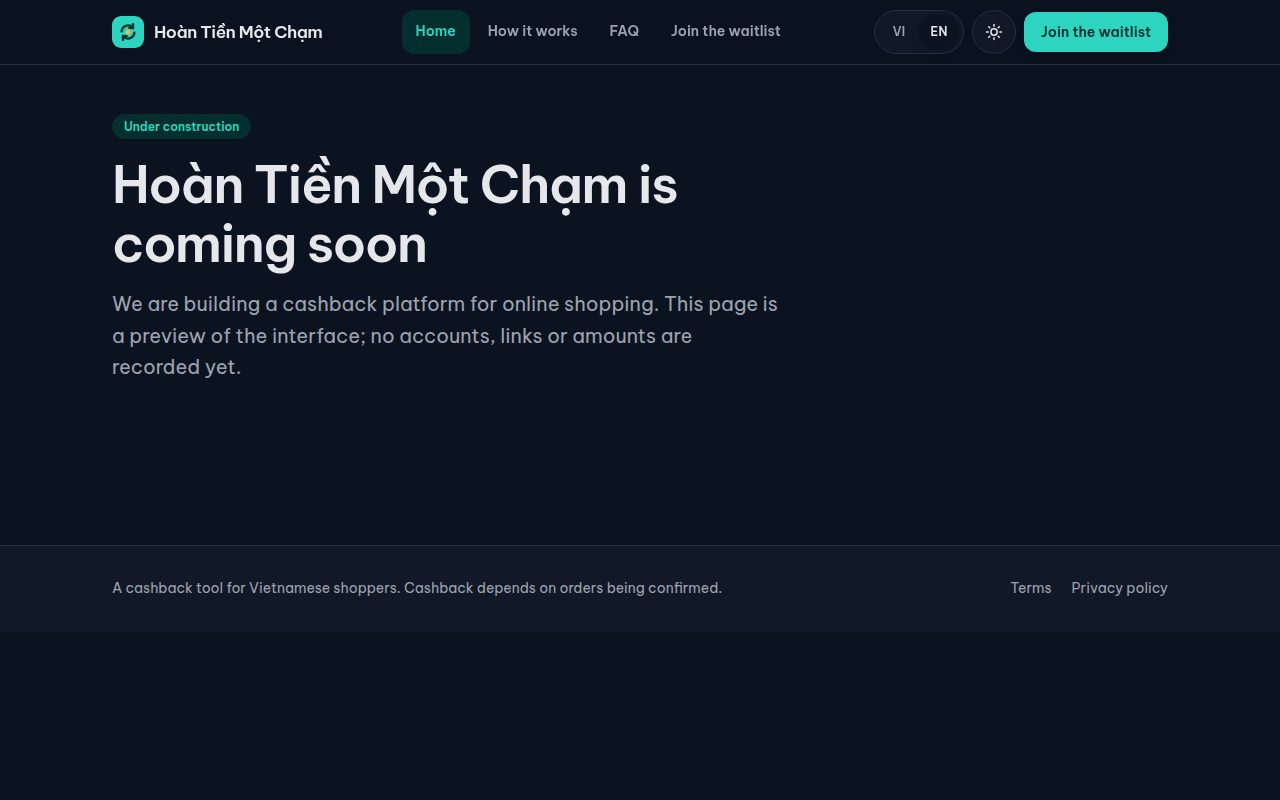 Hoàn Tiền Một Chạm
Home
How it works
FAQ
Join the waitlist
VI
EN
Join the waitlist
Under construction
Hoàn Tiền Một Chạm is
coming soon
We are building a cashback platform for online shopping. This page is
a preview of the interface; no accounts, links or amounts are
recorded yet.
A cashback tool for Vietnamese shoppers. Cashback depends on orders being confirmed.
Terms
Privacy policy